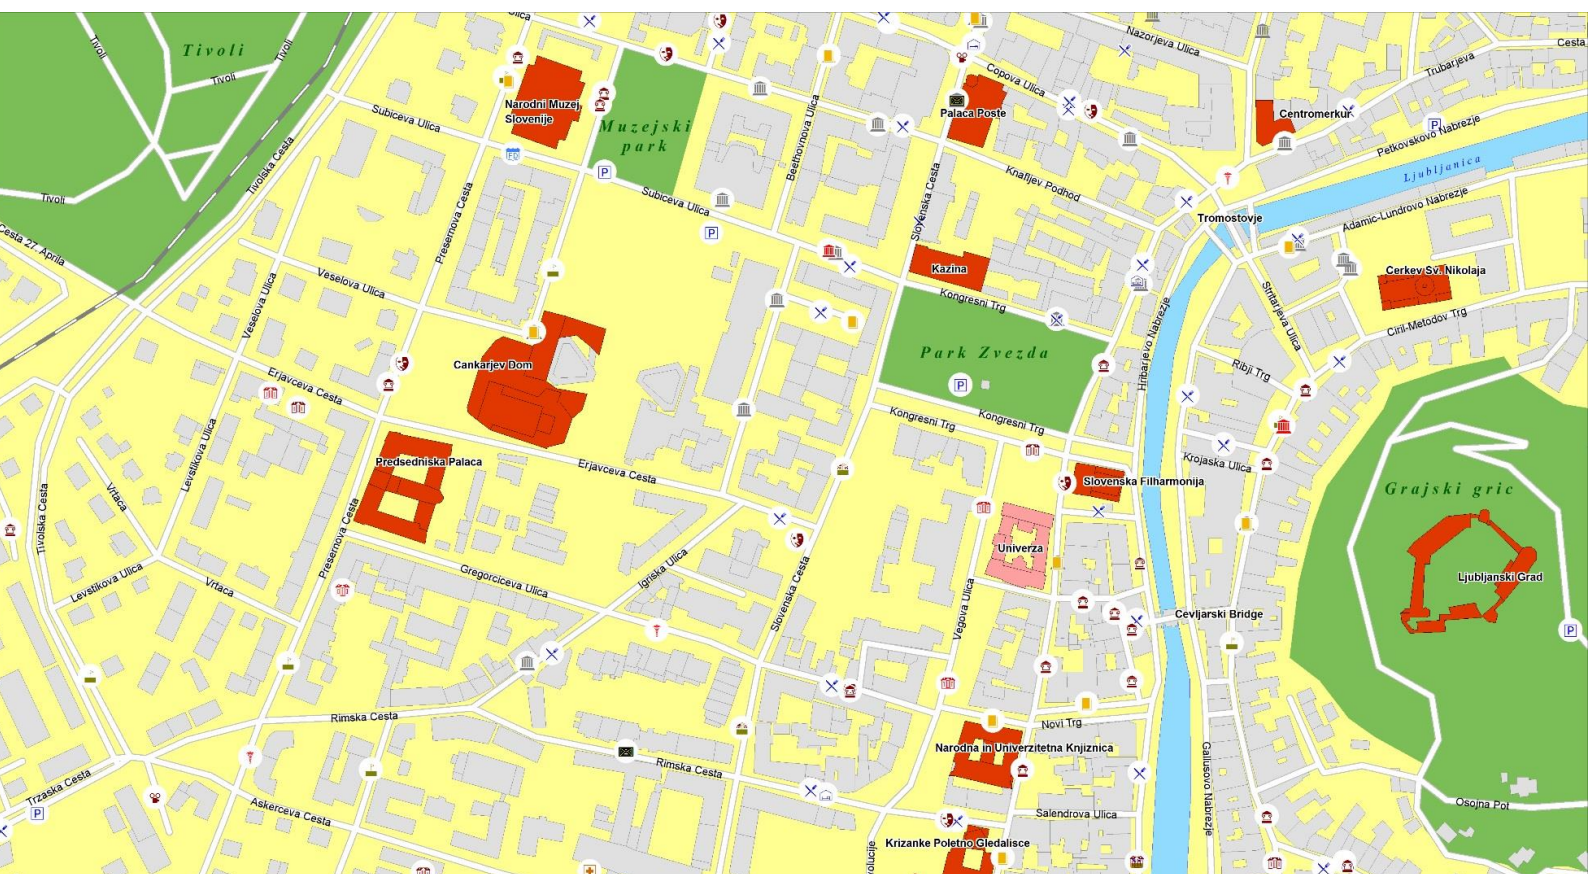 Ulica
Nazorjeva Ulica
Cesta
Tivoli
Tivoli
Tivoli
Tivoli
Trubarjeva
Copova Ulica
Narodni Muzej
Slovenije
Palaca Poste
Centromerkur
Subiceva Ulica
Muzejski
park
Beethovnova Ulica
Petkovskovo Nabrezje
Ljubljanica
Tivolska Cesta
Tivoli
Knafljev Podhod
Subiceva Ulica
Slovenska Cesta
Adamic-Lundrovo Nabrezje
Tromostovje
Presernova Cesta
Cesta 27. Aprila
Veselova Ulica
Veselova Ulica
Kazina
Cerkev Sv. Nikolaja
Kongresni Trg
Stritarjeva Ulica
Ciril-Metodov Trg
Hribarjevo Nabrezje
Park Zvezda
Cankarjev Dom
Ribji Trg
Erjavceva Cesta
Kongresni Trg
Kongresni Trg
Levstikova Ulica
Predsedniska Palaca
Erjavceva Cesta
Krojaska Ulica
Slovenska Filharmonija
Grajski gric
Vrtaca
Tivolska Cesta
Presernova Cesta
Univerza
Igriska Ulica
Gregorciceva Ulica
Levstikova Ulica
Vrtaca
Slovenska Cesta
Vegova Ulica
Ljubljanski Grad
Cevljarski Bridge
Rimska Cesta
Novi Trg
Narodna in Univerzitetna Knjiznica
Rimska Cesta
Gallusovo Nabrezje
Trzaska Cesta
Askerceva Cesta
Salendrova Ulica
Osojna Pot
Krizanke Poletno Gledalisce
olucije